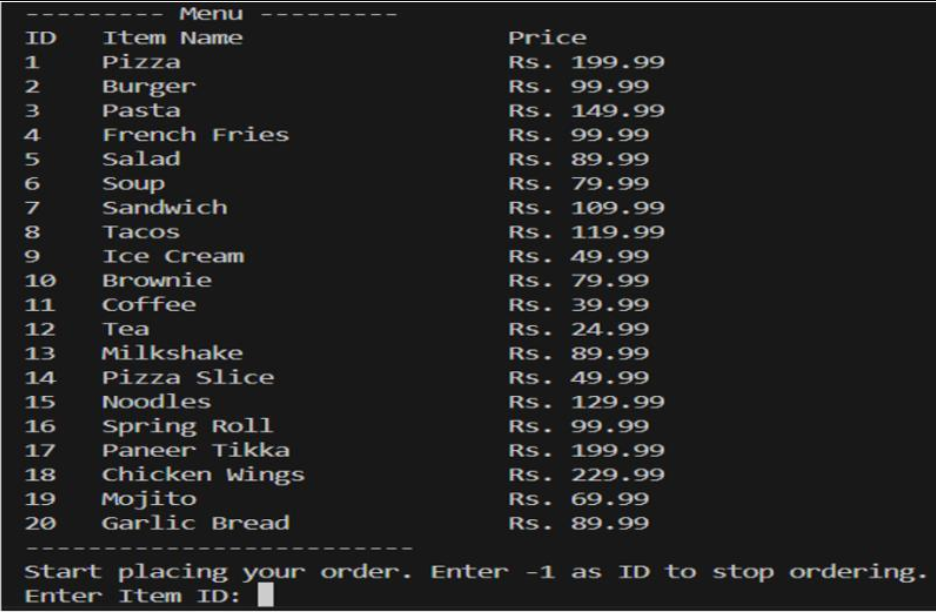 --------- Menu ---------
ID Item Name Price
1 Pizza Rs. 199.99
2 Burger Rs. 99.99
3 Pasta Rs. 149.99
4 French Fries Rs. 99.99
5 Salad Rs. 89.99
6 Soup Rs. 79.99
7 Sandwich Rs. 109.99
8 Tacos Rs. 119.99
9 Ice Cream Rs. 49.99
10 Brownie Rs. 79.99
11 Coffee Rs. 39.99
12 Tea Rs. 24.99
13 Milkshake Rs. 89.99
14 Pizza Slice Rs. 49.99
15 Noodles Rs. 129.99
16 Spring Roll Rs. 99.99
17 Paneer Tikka Rs. 199.99
18 Chicken Wings Rs. 229.99
19 Mojito Rs. 69.99
20 Garlic Bread Rs. 89.99
-------------------------
Start placing your order. Enter -1 as ID to stop ordering.
Enter Item ID: